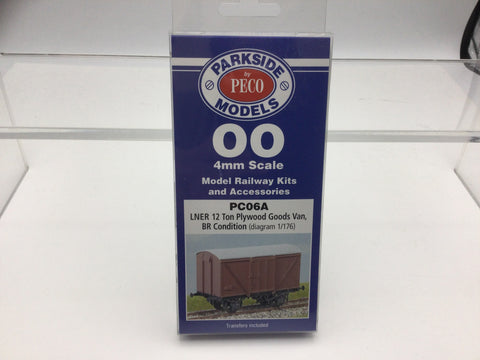 PARKSIDE
by
PECO
MODELS
OO
4mm Scale
Model Railway Kits
and Accessories
PC06A
LNER 12 Ton Plywood Goods Van,
BR Condition (diagram 1/176)
Transfers included